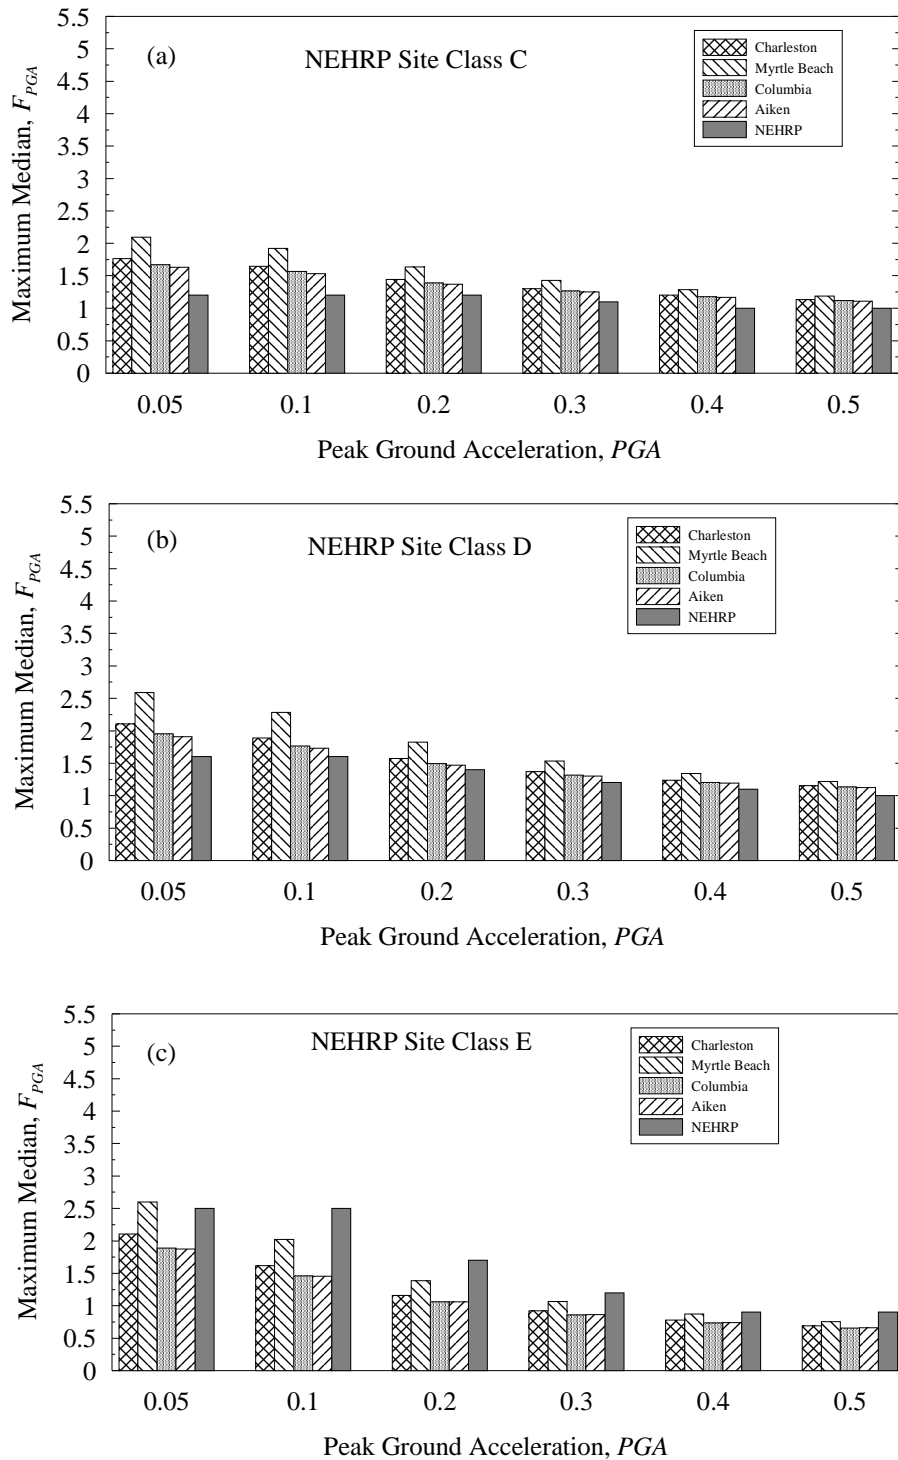 (a)
NEHRP Site Class C
Charleston
Myrtle Beach
Columbia
Aiken
NEHRP
Maximum Median, F_PGA
5.5
5
4.5
4
3.5
3
2.5
2
1.5
1
0.5
0
0.05 0.1 0.2 0.3 0.4 0.5
Peak Ground Acceleration, PGA
(b)
NEHRP Site Class D
Charleston
Myrtle Beach
Columbia
Aiken
NEHRP
Maximum Median, F_PGA
5.5
5
4.5
4
3.5
3
2.5
2
1.5
1
0.5
0
0.05 0.1 0.2 0.3 0.4 0.5
Peak Ground Acceleration, PGA
(c)
NEHRP Site Class E
Charleston
Myrtle Beach
Columbia
Aiken
NEHRP
Maximum Median, F_PGA
5.5
5
4.5
4
3.5
3
2.5
2
1.5
1
0.5
0
0.05 0.1 0.2 0.3 0.4 0.5
Peak Ground Acceleration, PGA